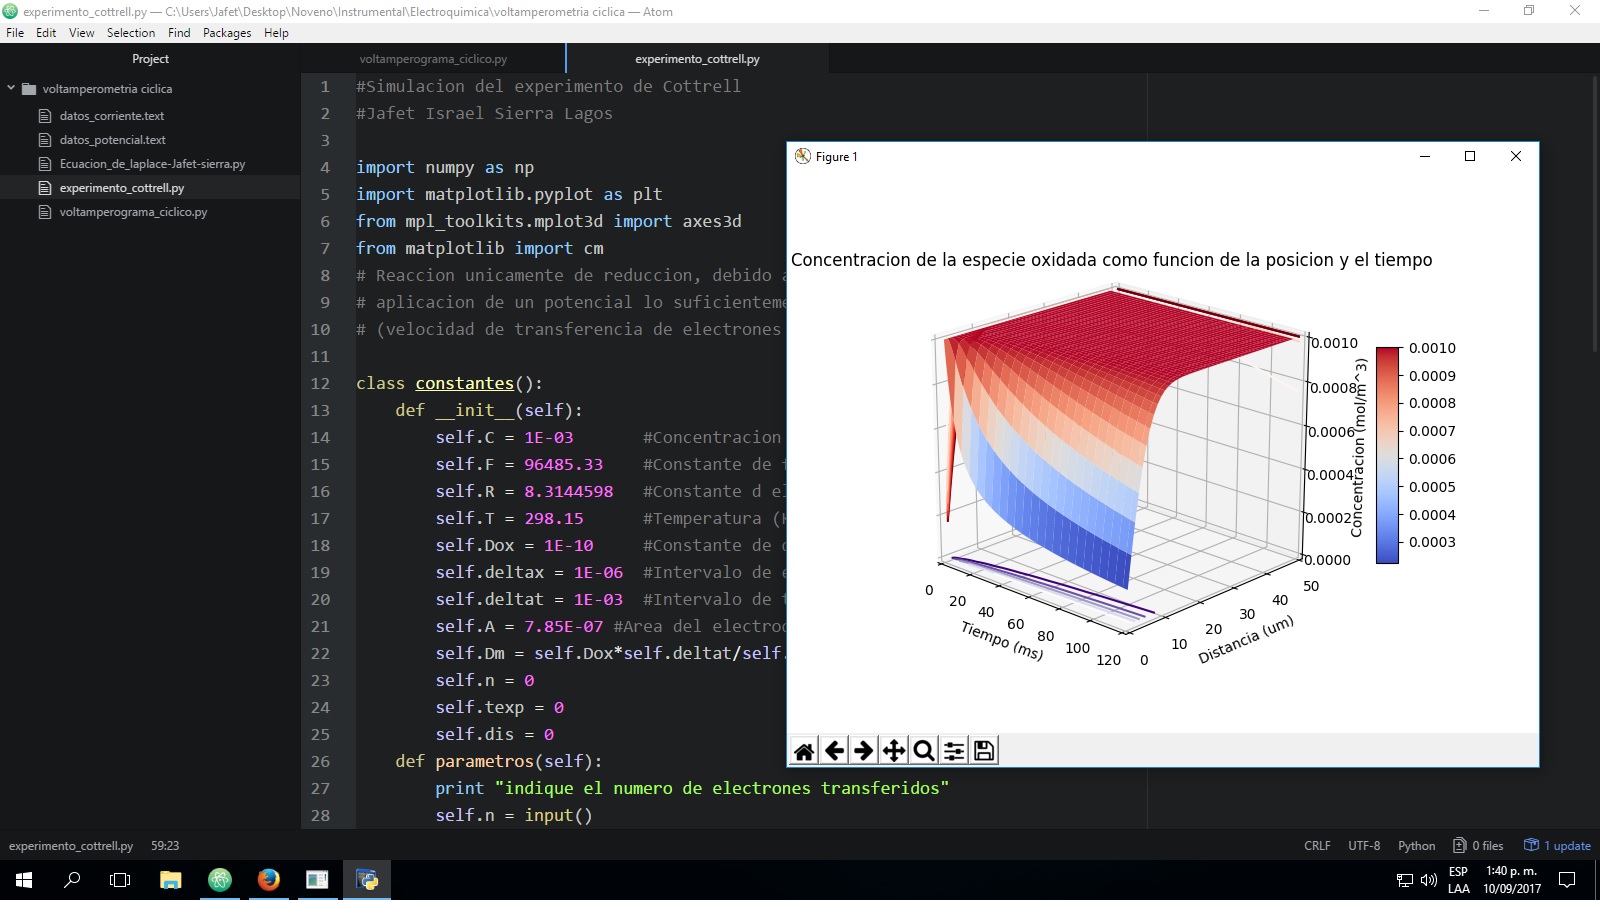 experimento_cottrell.py — C:\Users\Jafet\Desktop\Noveno\Instrumental\Electroquimica\voltamperometria ciclica — Atom
File Edit View Selection Find Packages Help
Project
voltamperograma_ciclico.py
experimento_cottrell.py
voltamperometria ciclica
datos_corriente.text
datos_potencial.text
Ecuacion_de_laplace-Jafet-sierra.py
experimento_cottrell.py
voltamperograma_ciclico.py
1 #Simulacion del experimento de Cottrell
2 #Jafet Israel Sierra Lagos
3
4 import numpy as np
5 import matplotlib.pyplot as plt
6 from mpl_toolkits.mplot3d import axes3d
7 from matplotlib import cm
8 # Reaccion unicamente de reduccion, debido
9 # aplicacion de un potencial lo suficienteme
10 # (velocidad de transferencia de electrones
11
12 class constantes():
13 def __init__(self):
14 self.C = 1E-03 #Concentracion
15 self.F = 96485.33 #Constante de
16 self.R = 8.3144598 #Constante d el
17 self.T = 298.15 #Temperatura (
18 self.Dox = 1E-10 #Constante de
19 self.deltax = 1E-06 #Intervalo de
20 self.deltat = 1E-03 #Intervalo de
21 self.A = 7.85E-07 #Area del electrod
22 self.Dm = self.Dox*self.deltat/self.
23 self.n = 0
24 self.texp = 0
25 self.dis = 0
26 def parametros(self):
27 print "indique el numero de electrones transferidos"
28 self.n = input()
Figure 1
Concentracion de la especie oxidada como funcion de la posicion y el tiempo
0.0010
0.0008
0.0006
0.0004
0.0002
0.0000
Concentracion (mol/m^3)
0.0010
0.0009
0.0008
0.0007
0.0006
0.0005
0.0004
0.0003
0 20 40 60 80 100 120
Tiempo (ms)
0 10 20 30 40 50
Distancia (um)
experimento_cottrell.py 59:23
CRLF UTF-8 Python 0 files 1 update
ESP LAA
1:40 p. m.
10/09/2017